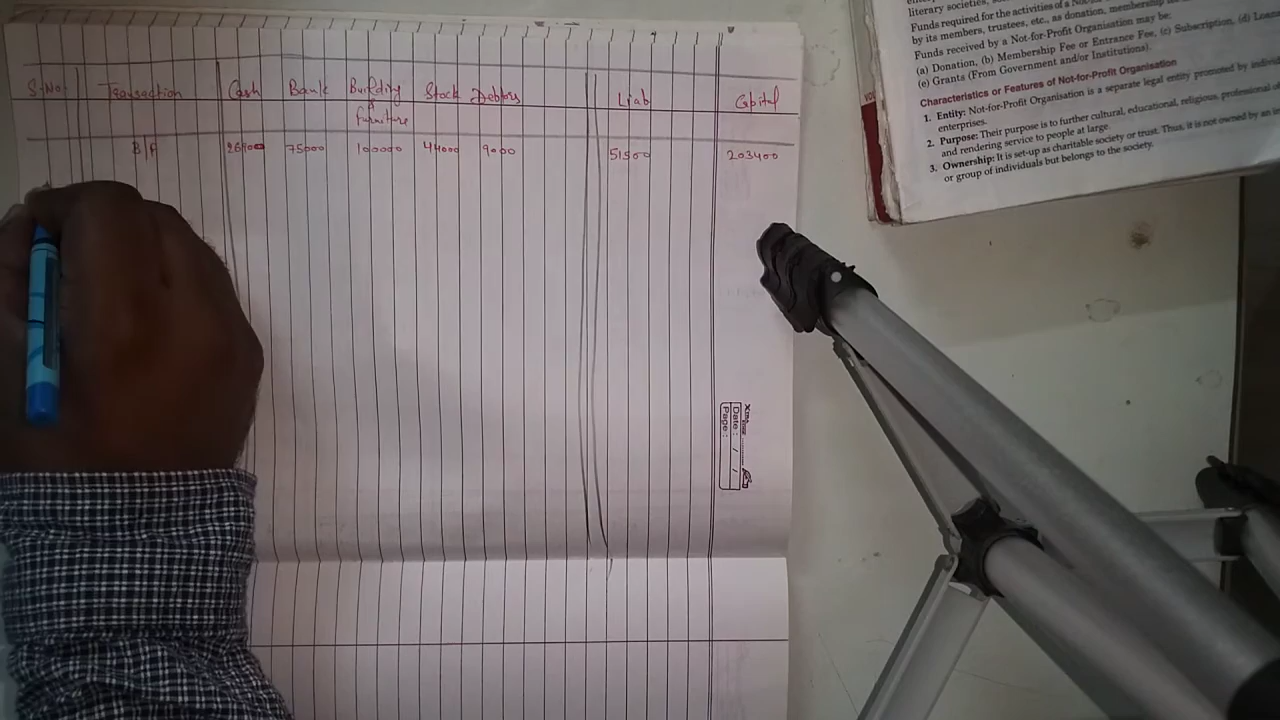 S.No. Transaction Cash Bank Building & Furniture Stock Debtors Liab Capital
B/F 26900 75000 100000 44000 9000 51500 203400
Date : / /
Page :
literary societies,
Funds required for the activities of a
by its members, trustees, etc., as donation, membership
Funds received by a Not-for-Profit Organisation may be:
(a) Donation, (b) Membership Fee or Entrance Fee, (c) Subscription, (d)
(e) Grants (From Government and/or Institutions).
Characteristics or Features of Not-for-Profit Organisation
1. Entity: Not-for-Profit Organisation is a separate legal entity promoted by
enterprises.
2. Purpose: Their purpose is to further cultural, educational, religious, professional
and rendering service to people at large.
3. Ownership: It is set-up as charitable society or trust. Thus, it is not owned by an
or group of individuals but belongs to the society.